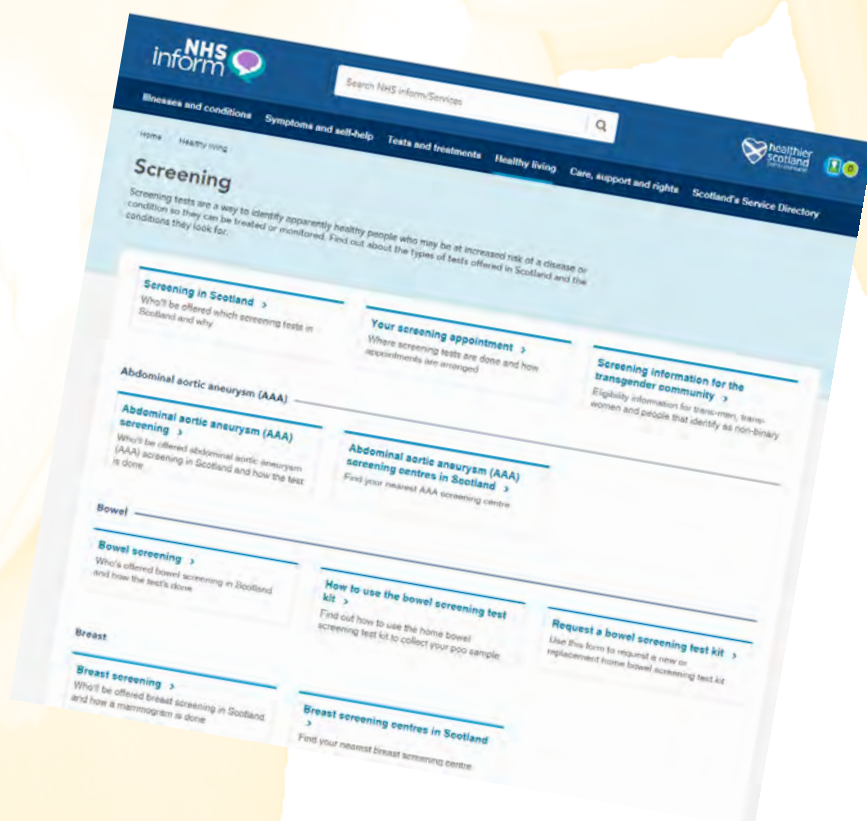 NHS
inform
Search NHS inform/Services
healthier
scotland
Illnesses and conditions Symptoms and self-help Tests and treatments Healthy living Care, support and rights Scotland's Service Directory
Home Healthy living
Screening
Screening tests are a way to identify apparently healthy people who may be at increased risk of a disease or
condition so they can be treated or monitored. Find out about the types of tests offered in Scotland and the
conditions they look for.
Screening in Scotland >
Who'll be offered which screening tests in
Scotland and why
Your screening appointment >
Where screening tests are done and how
appointments are arranged
Screening information for the
transgender community >
Eligibility information for trans-men, trans-
women and people that identify as non-binary
Abdominal aortic aneurysm (AAA)
Abdominal aortic aneurysm (AAA)
screening >
Who'll be offered abdominal aortic aneurysm
(AAA) screening in Scotland and how the test
is done
Abdominal aortic aneurysm (AAA)
screening centres in Scotland >
Find your nearest AAA screening centre
Bowel
Bowel screening >
Who's offered bowel screening in Scotland
and how the test's done
How to use the bowel screening test
kit >
Find out how to use the home bowel
screening test kit to collect your poo sample
Request a bowel screening test kit >
Use this form to request a new or
replacement home bowel screening test kit
Breast
Breast screening >
Who'll be offered breast screening in Scotland
and how a mammogram is done
Breast screening centres in Scotland
>
Find your nearest breast screening centre